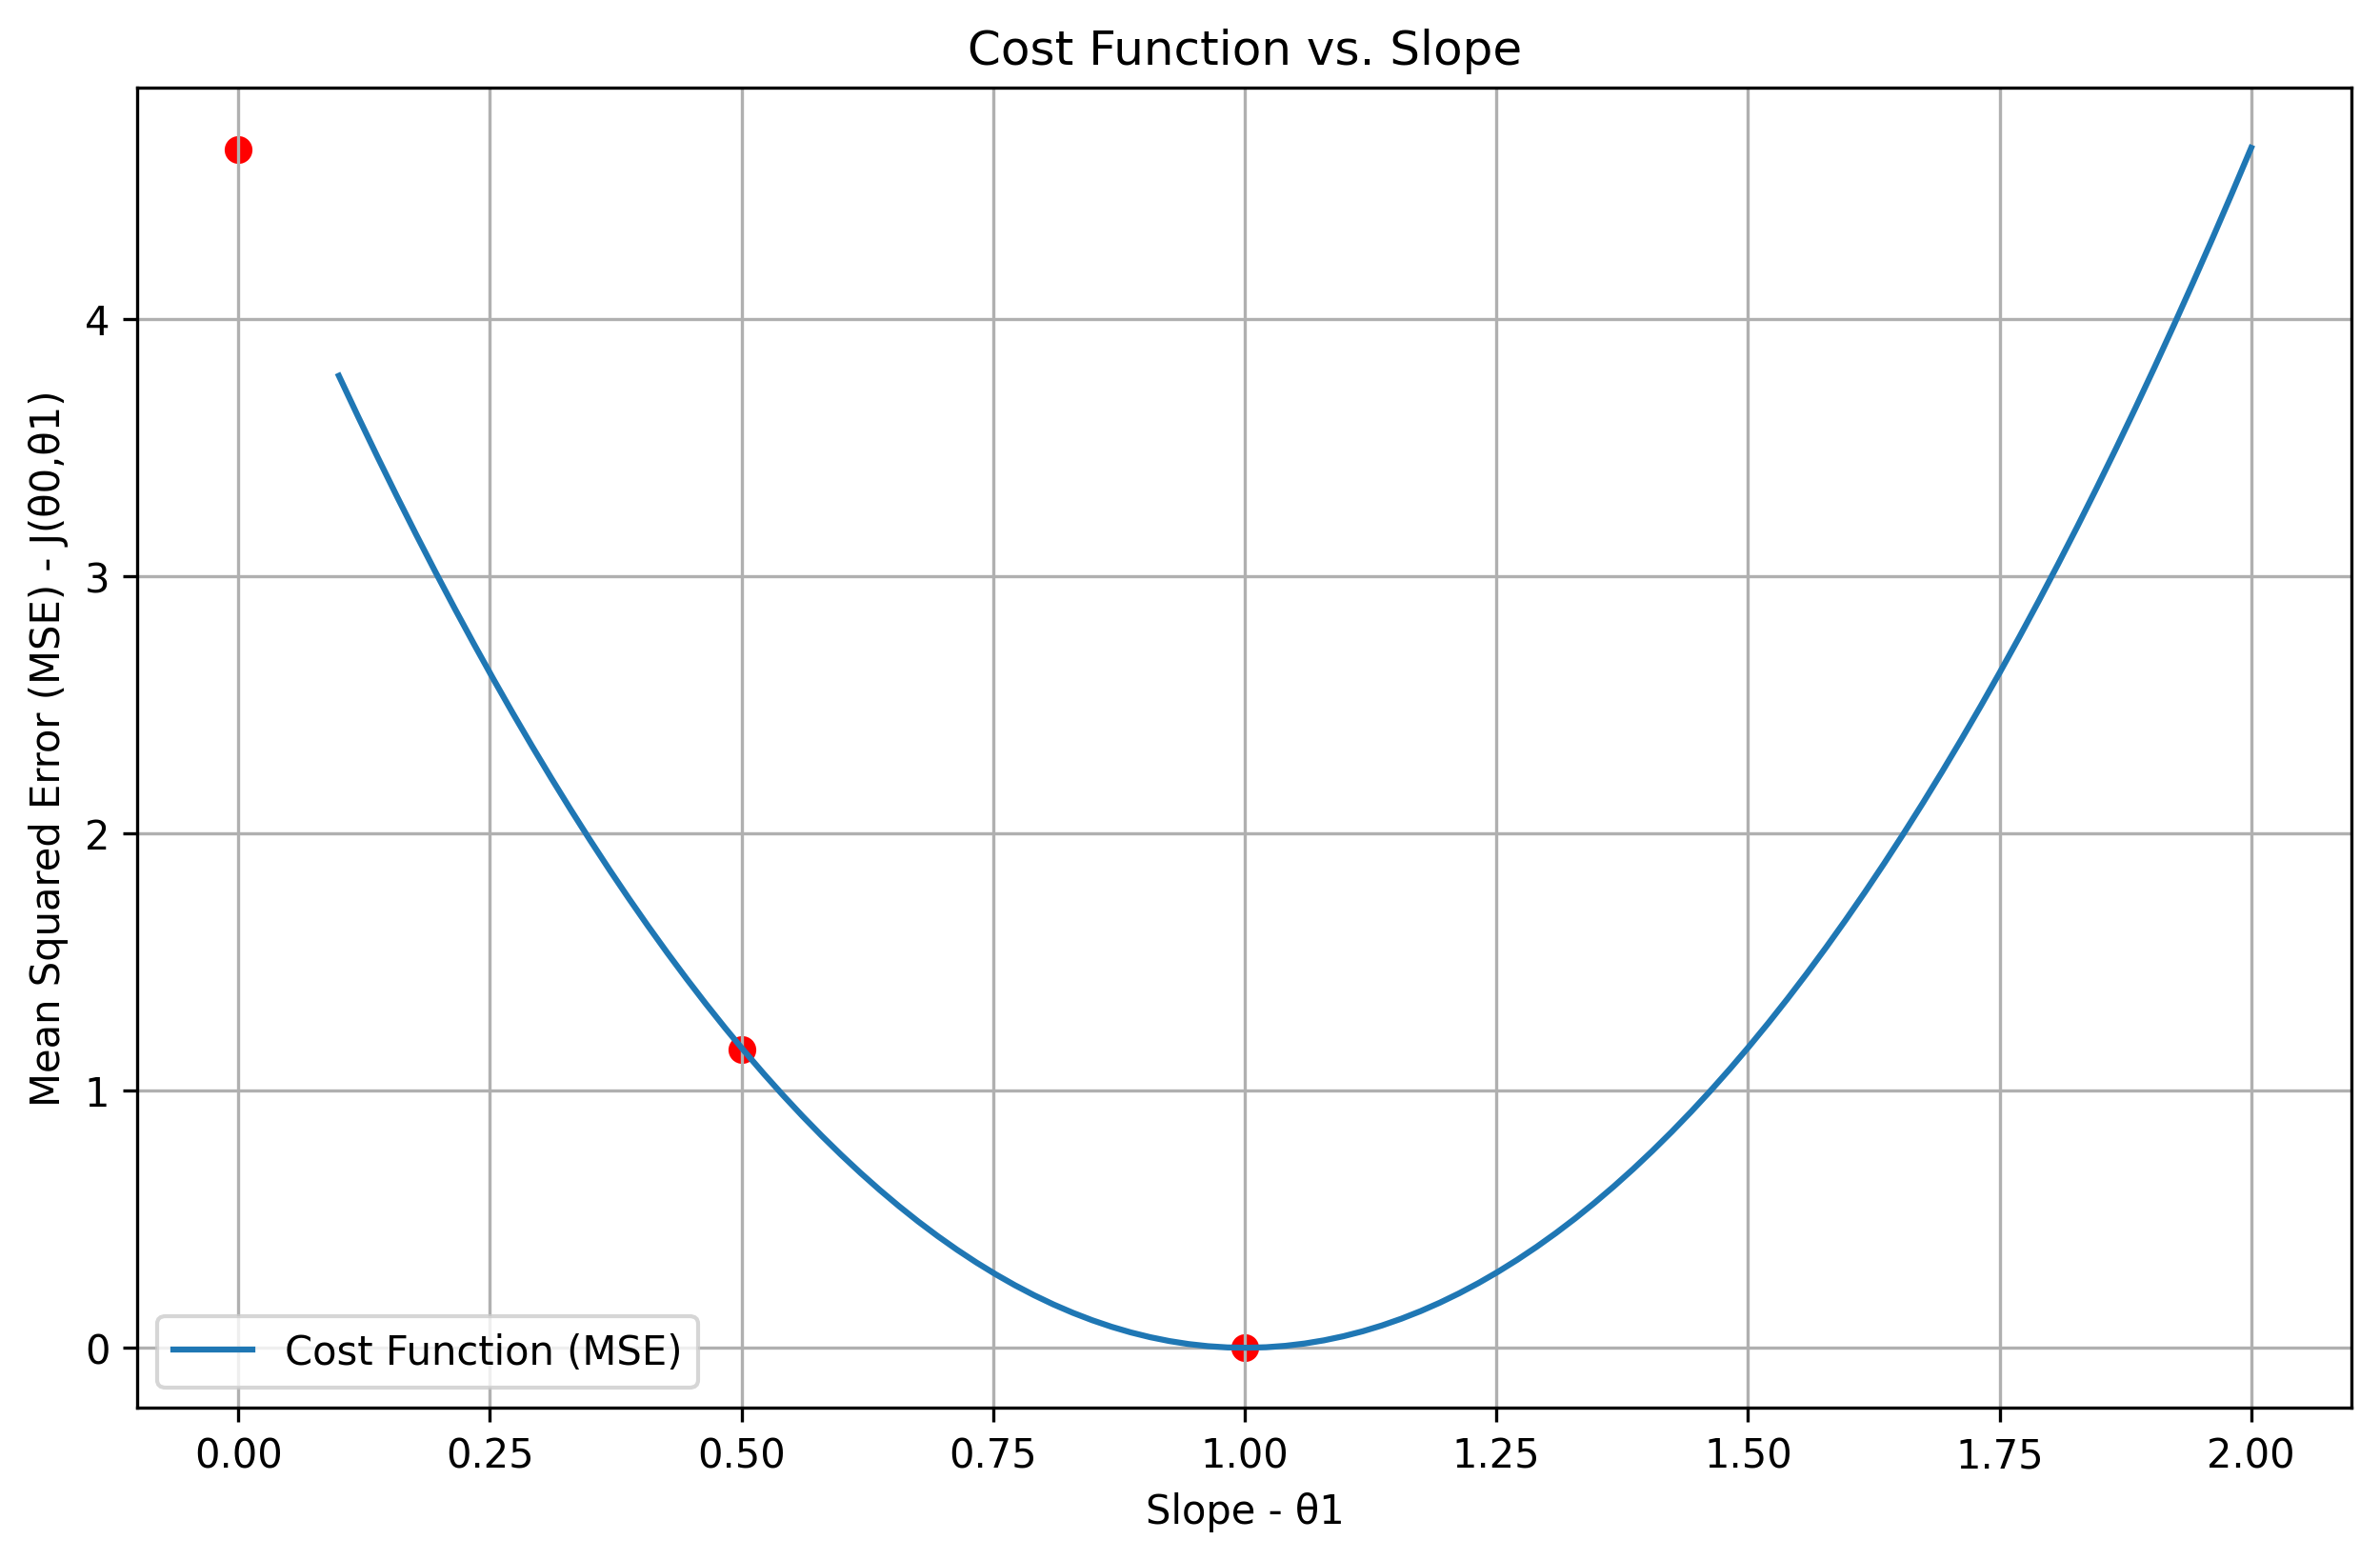 Cost Function vs. Slope
Mean Squared Error (MSE) - J(θ0,θ1)
4
3
2
1
0
Cost Function (MSE)
0.00 0.25 0.50 0.75 1.00 1.25 1.50 1.75 2.00
Slope - θ1